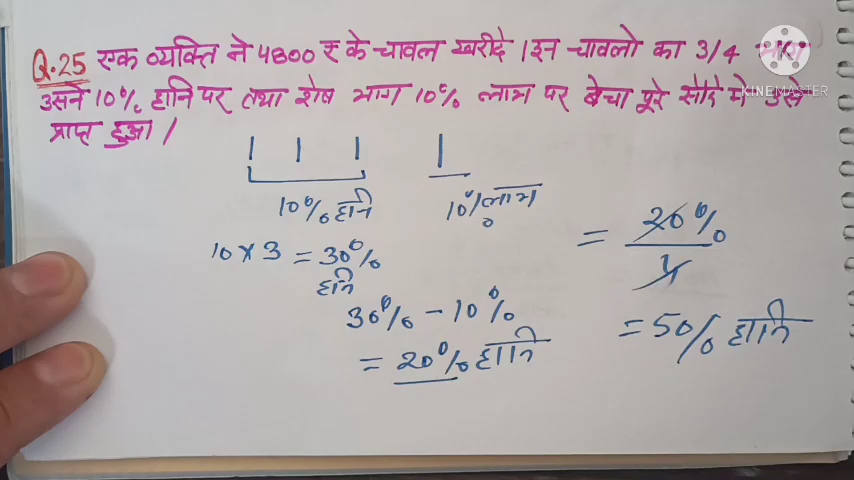 Q.25 एक व्यक्ति ने 4800 ₹ के चावल खरीदे । इन चावलो का 3/4 भाग
उसने 10% हानि पर तथा शेष भाग 10% लाभ पर बेचा पूरे सौदे मे उसे
प्राप्त हुआ ।
KINEMASTER
| | | |
10% हानि 10% लाभ
10 x 3 = 30%
हानि
30% - 10%
= 20% हानि
= 20%
4
= 50% हानि